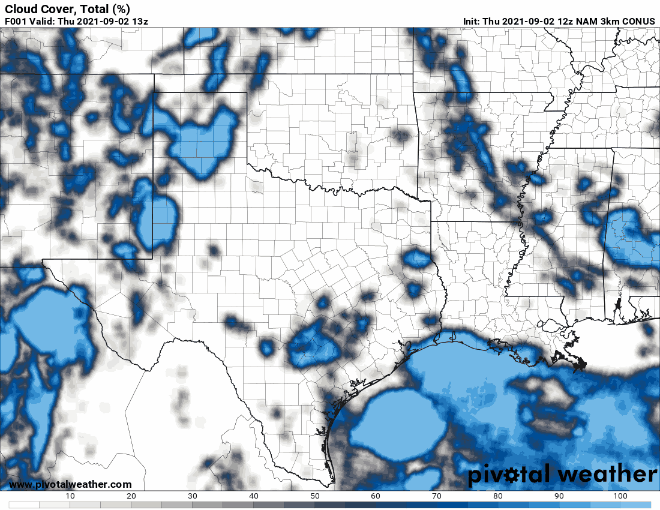 Cloud Cover, Total (%)
F001 Valid: Thu 2021-09-02 13z
Init: Thu 2021-09-02 12z NAM 3km CONUS
pivotal weather
www.pivotalweather.com
10 20 30 40 50 60 70 80 90 100